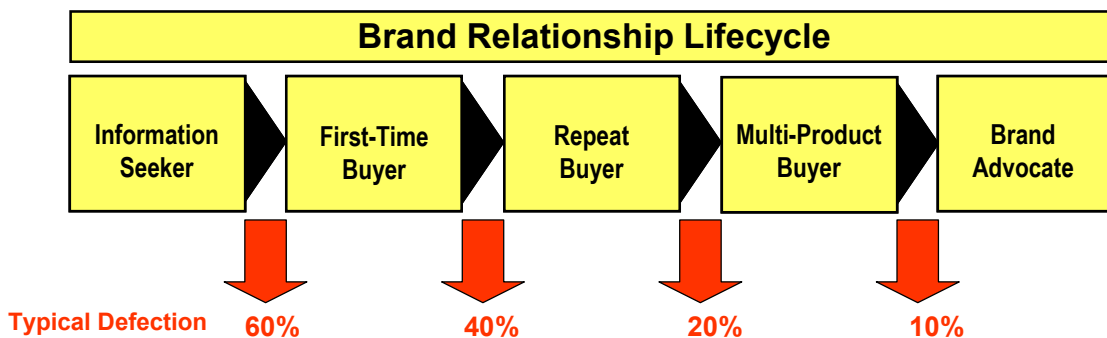 Brand Relationship Lifecycle
Information
Seeker
First-Time
Buyer
Repeat
Buyer
Multi-Product
Buyer
Brand
Advocate
Typical Defection
60%
40%
20%
10%